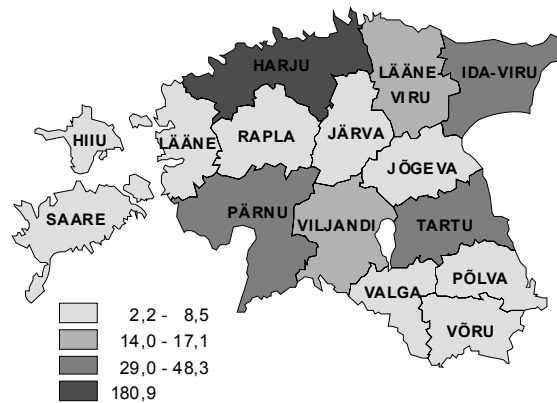 HARJU
LÄÄNE
VIRU
IDA-VIRU
HIIU
LÄÄNE
RAPLA
JÄRVA
JÕGEVA
SAARE
PÄRNU
VILJANDI
TARTU
VALGA
PÕLVA
VÕRU
2,2 - 8,5
14,0 - 17,1
29,0 - 48,3
180,9